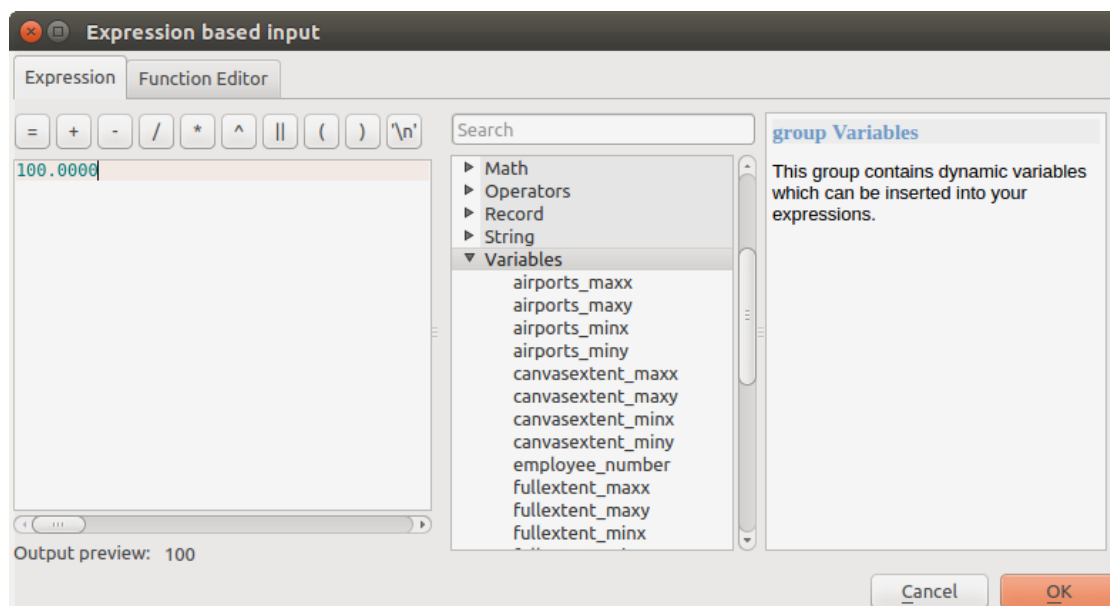 Expression based input
Expression Function Editor
= + - / * ^ || ( ) '\n'
100.0000
Output preview: 100
Search
Math
Operators
Record
String
Variables
airports_maxx
airports_maxy
airports_minx
airports_miny
canvasextent_maxx
canvasextent_maxy
canvasextent_minx
canvasextent_miny
employee_number
fullextent_maxx
fullextent_maxy
fullextent_minx
group Variables
This group contains dynamic variables
which can be inserted into your
expressions.
Cancel OK